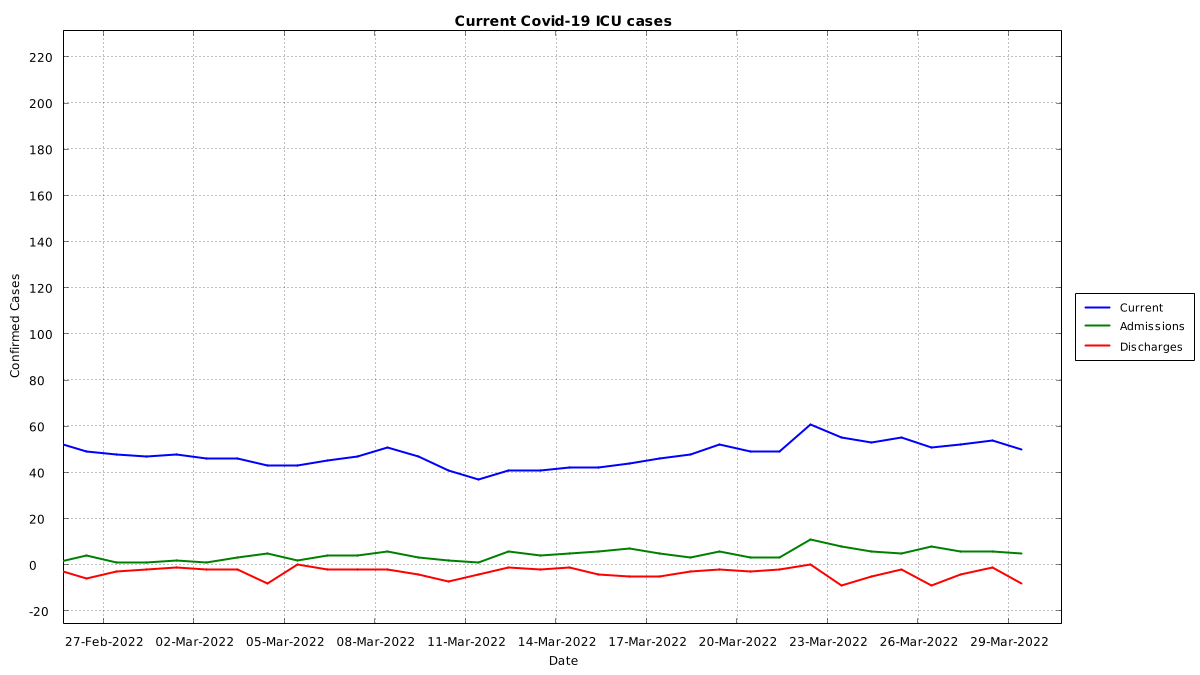 Current Covid-19 ICU cases
220
200
180
160
140
120
100
80
60
40
20
0
-20
Confirmed Cases
27-Feb-2022 02-Mar-2022 05-Mar-2022 08-Mar-2022 11-Mar-2022 14-Mar-2022 17-Mar-2022 20-Mar-2022 23-Mar-2022 26-Mar-2022 29-Mar-2022
Date
Current
Admissions
Discharges